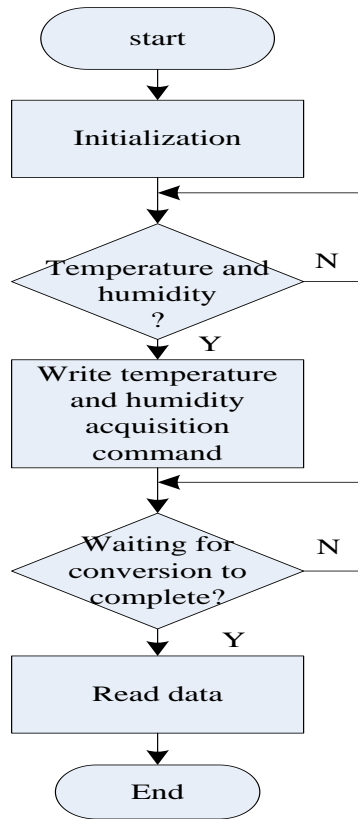 start
Initialization
Temperature and
humidity
?
N
Y
Write temperature
and humidity
acquisition
command
Waiting for
conversion to
complete?
N
Y
Read data
End